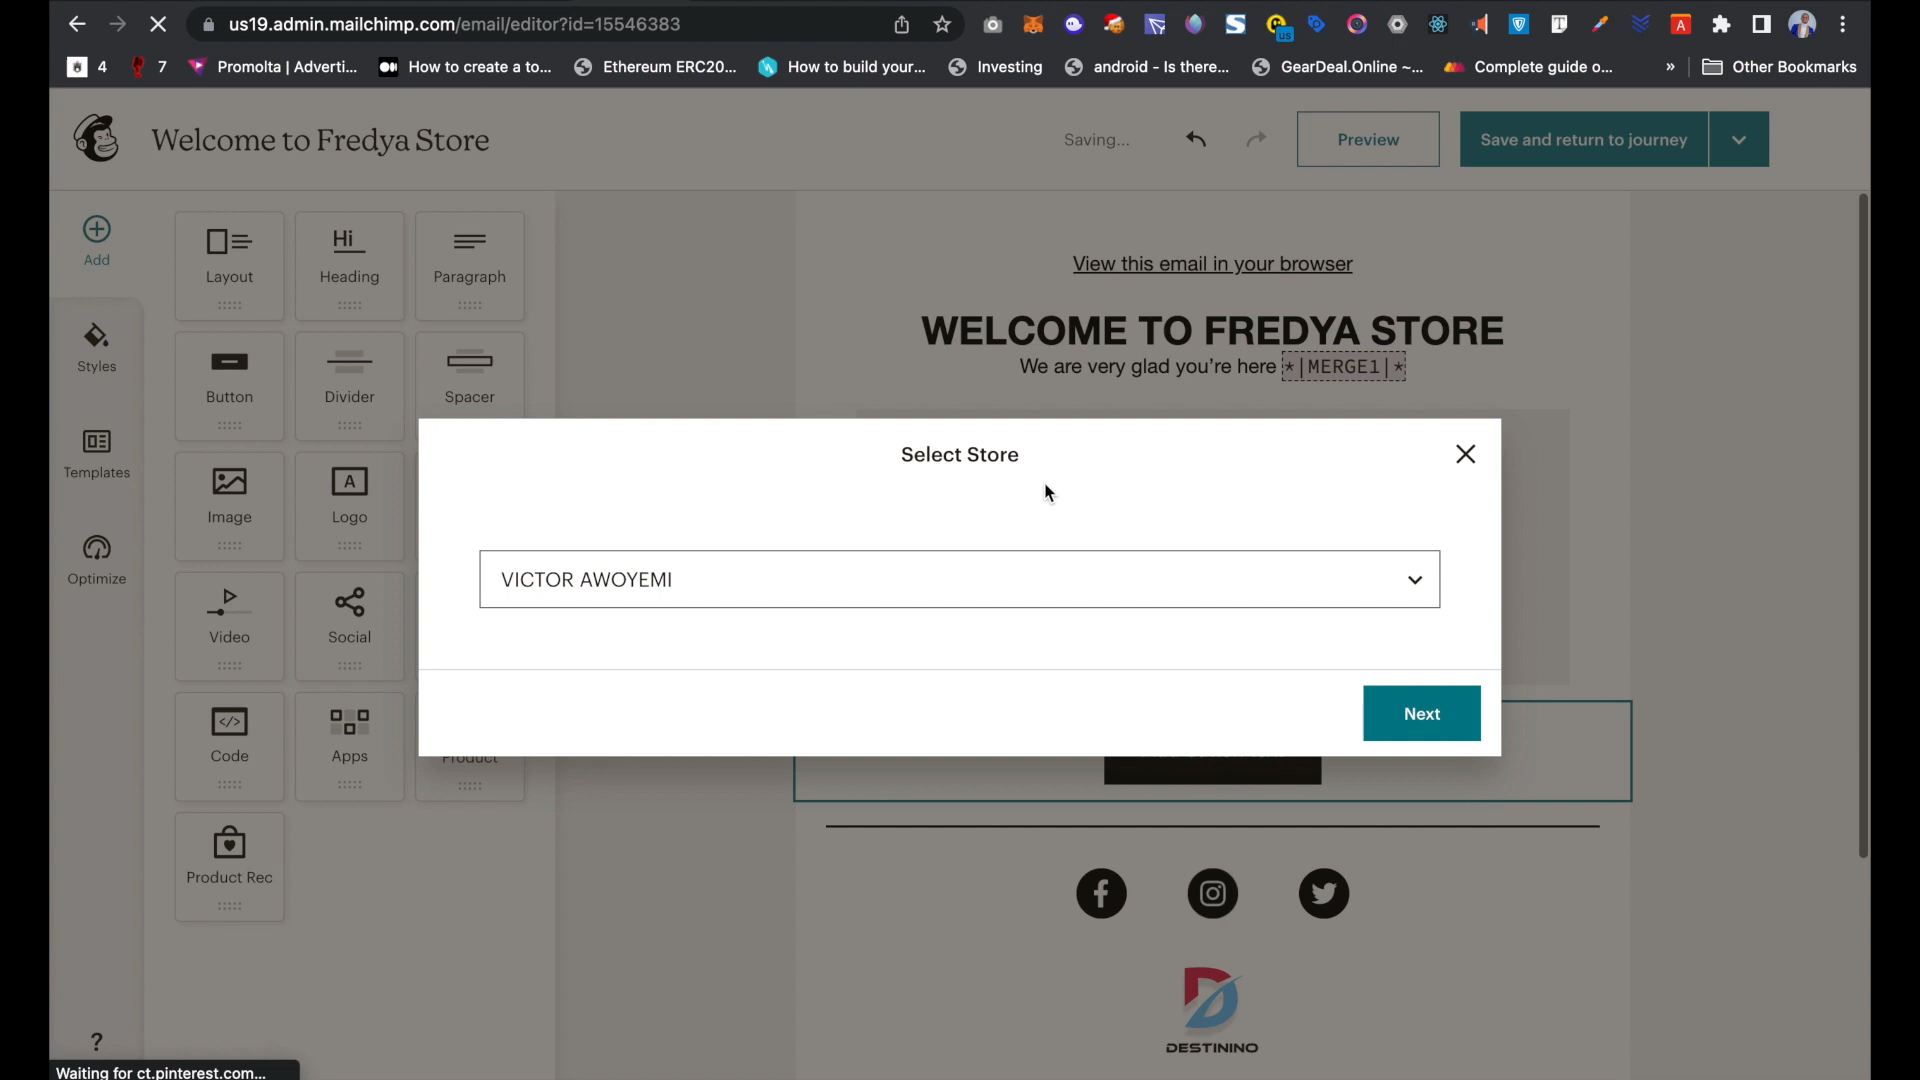 us19.admin.mailchimp.com/email/editor?id=15546383
us
4
7
Promolta | Adverti...
How to create a to...
Ethereum ERC20...
How to build your...
Investing
android - Is there...
GearDeal.Online ~...
Complete guide o...
»
Other Bookmarks
Welcome to Fredya Store
Saving...
Preview
Save and return to journey
Add
Styles
Templates
Optimize
?
Layout
Hi
Heading
Paragraph
Button
Divider
Spacer
Image
A
Logo
Video
Social
</>
Code
Apps
Product
Product Rec
View this email in your browser
WELCOME TO FREDYA STORE
We are very glad you’re here *|MERGE1|*
Select Store
VICTOR AWOYEMI
Next
DESTININO
Waiting for ct.pinterest.com...